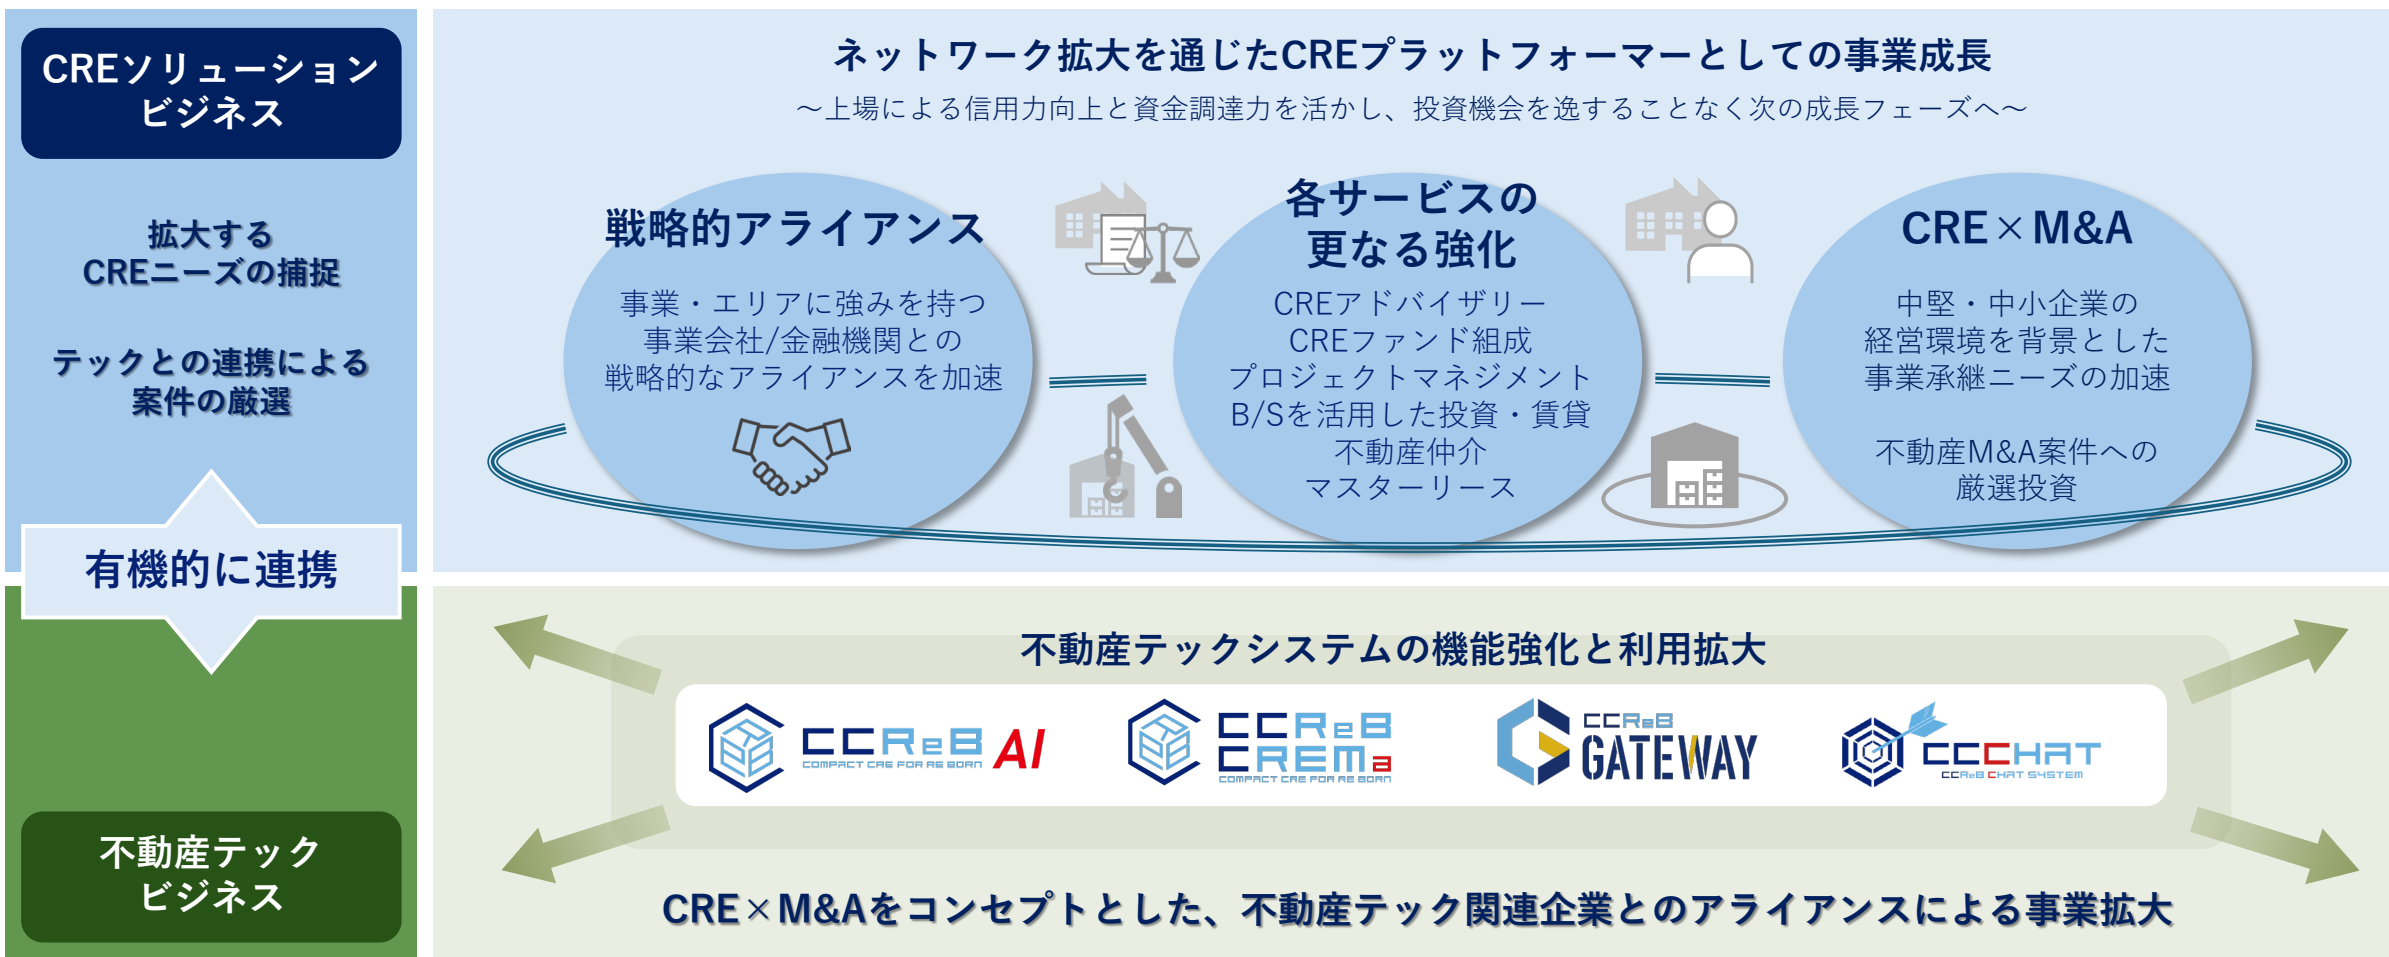 CREソリューション
ビジネス
拡大する
CREニーズの捕捉
テックとの連携による
案件の厳選
有機的に連携
不動産テック
ビジネス
ネットワーク拡大を通じたCREプラットフォーマーとしての事業成長
～上場による信用力向上と資金調達力を活かし、投資機会を逸することなく次の成長フェーズへ～
戦略的アライアンス
事業・エリアに強みを持つ
事業会社/金融機関との
戦略的なアライアンスを加速
各サービスの
更なる強化
CREアドバイザリー
CREファンド組成
プロジェクトマネジメント
B/Sを活用した投資・賃貸
不動産仲介
マスターリース
CRE×M&A
中堅・中小企業の
経営環境を背景とした
事業承継ニーズの加速
不動産M&A案件への
厳選投資
不動産テックシステムの機能強化と利用拡大
CCReB AI
COMPACT CRE FOR RE BORN
CCReB
CREMa
COMPACT CRE FOR RE BORN
CCReB
GATEWAY
CCCHAT
CCReB CHAT SYSTEM
CRE×M&Aをコンセプトとした、不動産テック関連企業とのアライアンスによる事業拡大